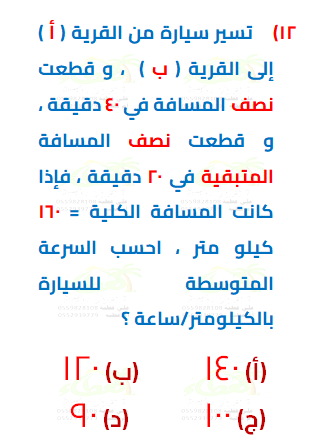 ١٢) تسير سيارة من القرية ( أ )
إلى القرية ( ب ) ، و قطعت
نصف المسافة في ٤٠ دقيقة ،
و قطعت نصف المسافة
المتبقية في ٢٠ دقيقة ، فإذا
كانت المسافة الكلية = ١٦٠
كيلو متر ، احسب السرعة
المتوسطة للسيارة
بالكيلومتر/ساعة ؟
(أ) ١٤٠ (ب) ١٢٠
(ج) ١٠٠ (د) ٩٠